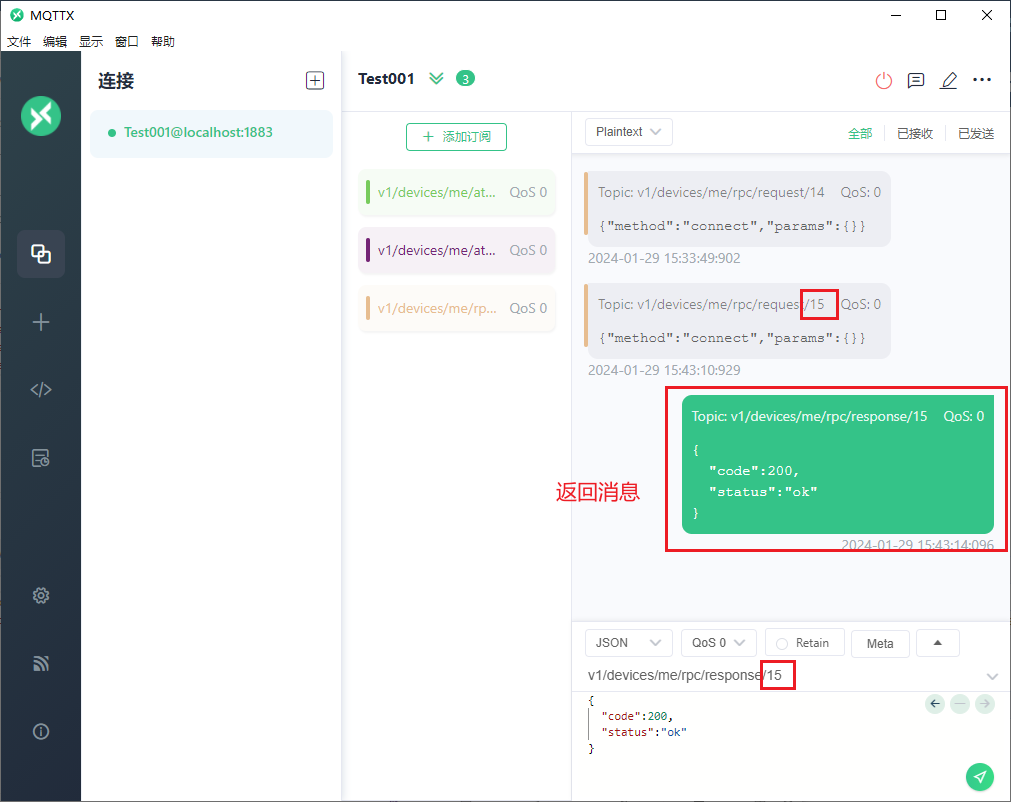 MQTTX
文件 编辑 显示 窗口 帮助
连接
Test001@localhost:1883
Test001 3
添加订阅
v1/devices/me/at... QoS 0
v1/devices/me/at... QoS 0
v1/devices/me/rp... QoS 0
Plaintext 全部 已接收 已发送
Topic: v1/devices/me/rpc/request/14 QoS: 0
{"method":"connect","params":{}}
2024-01-29 15:33:49:902
Topic: v1/devices/me/rpc/request/15 QoS: 0
{"method":"connect","params":{}}
2024-01-29 15:43:10:929
Topic: v1/devices/me/rpc/response/15 QoS: 0
{
"code":200,
"status":"ok"
}
2024-01-29 15:43:14:096
返回消息
JSON QoS 0 Retain Meta
v1/devices/me/rpc/response/15
{
"code":200,
"status":"ok"
}